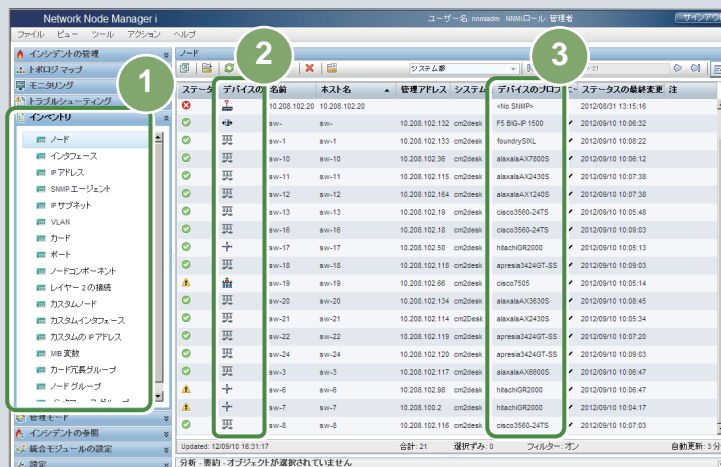 Network Node Manager i
ユーザー名: nnmiadm NNMiロール: 管理者
サインアウ
ファイル ビュー ツール アクション ヘルプ
インシデントの管理
トポロジ マップ
モニタリング
トラブルシューティング
インベントリ
ノード
インタフェース
IP アドレス
SNMP エージェント
IP サブネット
VLAN
カード
ポート
ノードコンポーネント
レイヤー 2 の接続
カスタムノード
カスタムインタフェース
カスタムの IP アドレス
MIB 変数
カード冗長グループ
ノード グループ
管理モード
インシデントの参照
統合モジュールの設定
設定
1
2
3
ノード
システム部
ステータ デバイスの 名前 ホスト名 管理アドレス システム デバイスのプロフ ステータスの最終変更 注
10.208.102.20 10.208.102.20 <No SNMP> 2012/08/31 13:15:16
sw- sw- 10.208.102.132 cm2desk F5 BIG-IP 1500 2012/09/10 10:06:32
sw-1 sw-1 10.208.102.133 cm2desk foundrySIXL 2012/09/10 10:08:22
sw-10 sw-10 10.208.102.36 cm2desk alaxalaAX7800S 2012/09/10 10:06:12
sw-11 sw-11 10.208.102.115 cm2desk alaxalaAX2430S 2012/09/10 10:07:38
sw-12 sw-12 10.208.102.164 cm2desk alaxalaAX1240S 2012/09/10 10:07:38
sw-13 sw-13 10.208.102.19 cm2desk cisco3560-24TS 2012/09/10 10:05:48
sw-16 sw-16 10.208.102.18 cm2desk cisco3560-24TS 2012/09/10 10:09:03
sw-17 sw-17 10.208.102.50 cm2desk hitachiGR2000 2012/09/10 10:05:13
sw-18 sw-18 10.208.102.118 cm2desk apresia3424GT-SS 2012/09/10 10:09:03
sw-19 sw-19 10.208.102.66 cm2desk cisco7505 2012/09/10 10:05:14
sw-20 sw-20 10.208.102.134 cm2desk alaxalaAX3630S 2012/09/10 10:08:45
sw-21 sw-21 10.208.102.114 cm2Desk alaxalaAX2430S 2012/09/10 10:05:34
sw-22 sw-22 10.208.102.119 cm2desk apresia3424GT-SS 2012/09/10 10:07:20
sw-24 sw-24 10.208.102.120 cm2desk apresia3424GT-SS 2012/09/10 10:09:03
sw-3 sw-3 10.208.102.117 cm2desk alaxalaAX6600S 2012/09/10 10:06:47
sw-6 sw-6 10.208.102.98 cm2desk hitachiGR2000 2012/09/10 10:06:47
sw-7 sw-7 10.208.100.2 cm2desk hitachiGR2000 2012/09/10 10:04:17
sw-8 sw-8 10.208.102.116 cm2desk cisco3560-24TS 2012/09/10 10:07:03
Updated: 12/09/10 16:31:17 合計: 21 選択ずみ: 0 フィルター: オン 自動更新: 3 分
分析 - 要約 - オブジェクトが選択されていません